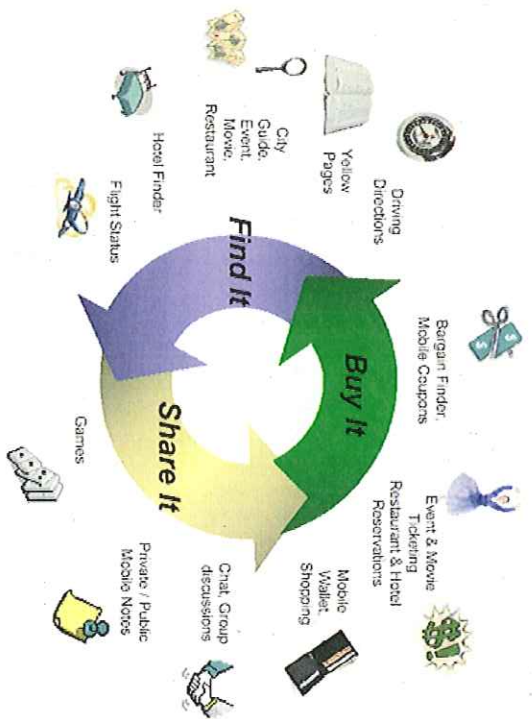 Driving
Directions
Yellow
Pages
City
Guide,
Event,
Movie,
Restaurant
Hotel Finder
Flight Status
Find It
Buy It
Share It
Bargain Finder,
Mobile Coupons
Event & Movie
Ticketing
Restaurant & Hotel
Reservations
Mobile
Wallet,
Shopping
Chat, Group
discussions
Private / Public
Mobile Notes
Games
$!
$